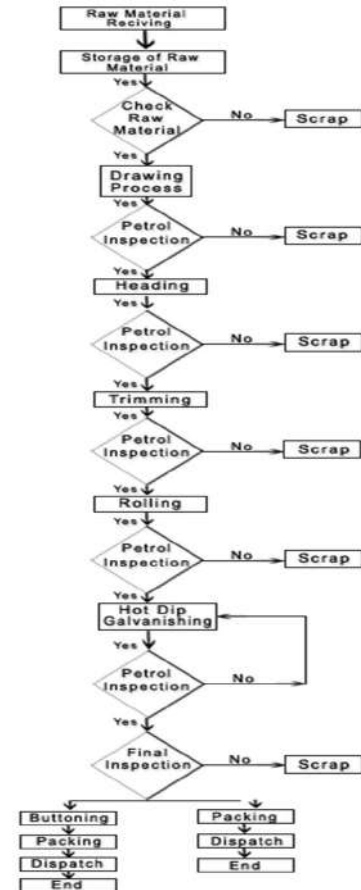 Raw Material
Reciving
Storage of Raw
Material
Yes
Check
Raw
Material
No
Scrap
Yes
Drawing
Process
Yes
Petrol
Inspection
No
Scrap
Yes
Heading
Yes
Petrol
Inspection
No
Scrap
Yes
Trimming
Yes
Petrol
Inspection
No
Scrap
Yes
Rolling
Yes
Petrol
Inspection
No
Scrap
Yes
Hot Dip
Galvanishing
Yes
Petrol
Inspection
No
Yes
Final
Inspection
No
Scrap
Buttoning
Packing
Dispatch
End
Packing
Dispatch
End